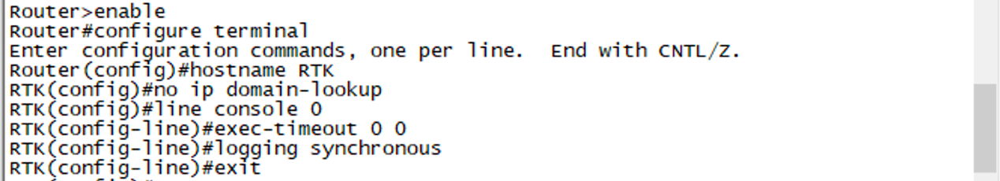 Router>enable
Router#configure terminal
Enter configuration commands, one per line.  End with CNTL/Z.
Router(config)#hostname RTK
RTK(config)#no ip domain-lookup
RTK(config)#line console 0
RTK(config-line)#exec-timeout 0 0
RTK(config-line)#logging synchronous
RTK(config-line)#exit